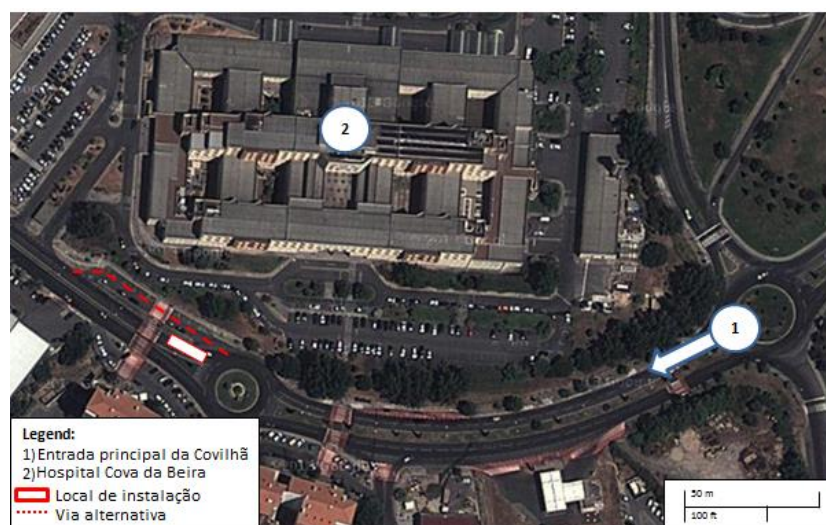 2
1
Legend:
1)Entrada principal da Covilhã
2)Hospital Cova da Beira
Local de instalação
Via alternativa
50 m
100 ft